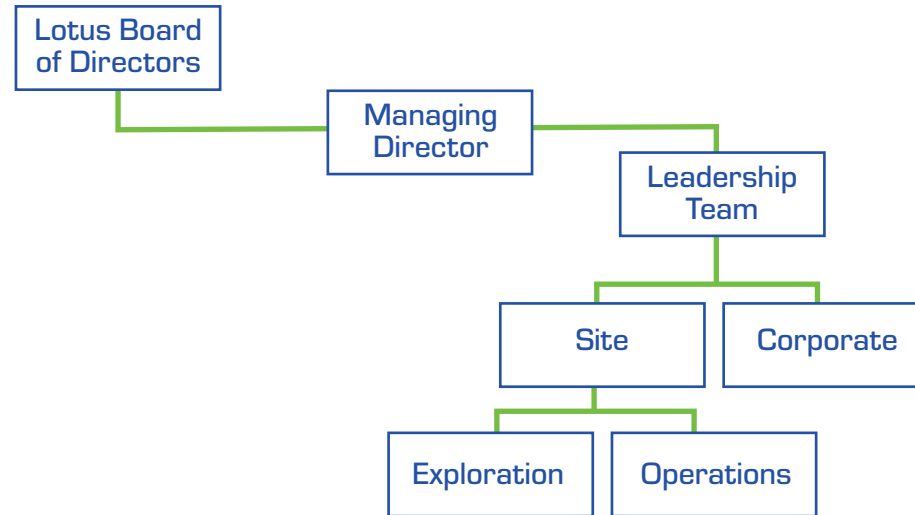 Lotus Board
of Directors
Managing
Director
Leadership
Team
Site
Corporate
Exploration
Operations